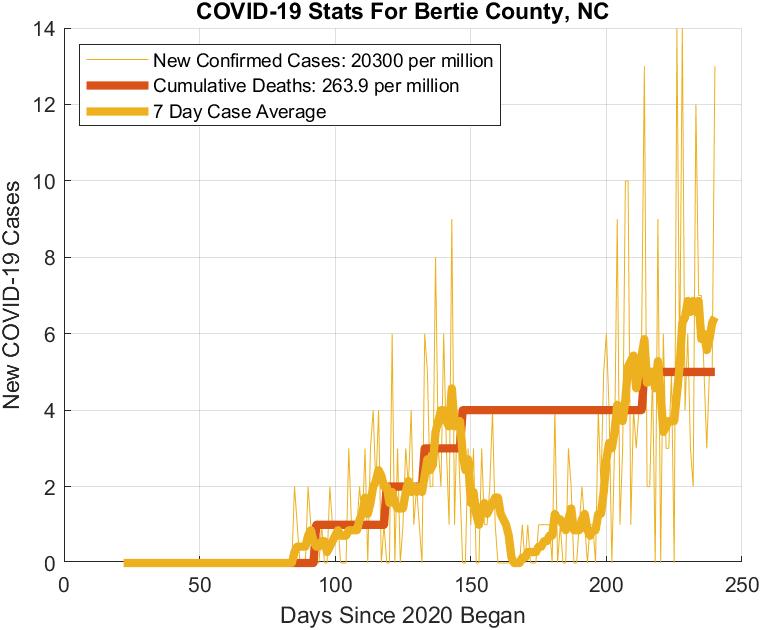 COVID-19 Stats For Bertie County, NC
14
12
10
8
6
4
2
0
New COVID-19 Cases
New Confirmed Cases: 20300 per million
Cumulative Deaths: 263.9 per million
7 Day Case Average
0 50 100 150 200 250
Days Since 2020 Began